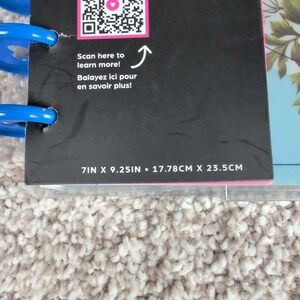 Scan here to
learn more!
Balayez ici pour
en savoir plus!
7IN X 9.25IN • 17.78CM X 23.5CM